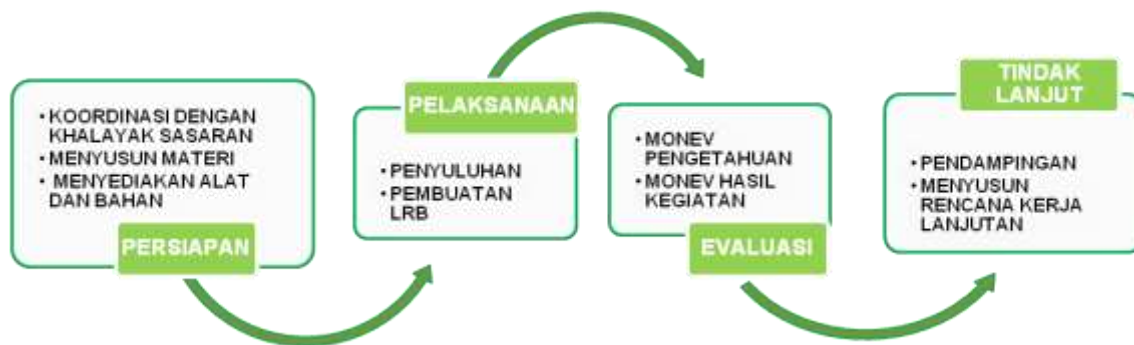 • KOORDINASI DENGAN
KHALAYAK SASARAN
• MENYUSUN MATERI
• MENYEDIAKAN ALAT
DAN BAHAN
PERSIAPAN
PELAKSANAAN
• PENYULUHAN
• PEMBUATAN
LRB
• MONEV
PENGETAHUAN
• MONEV HASIL
KEGIATAN
EVALUASI
TINDAK
LANJUT
• PENDAMPINGAN
• MENYUSUN
RENCANA KERJA
LANJUTAN